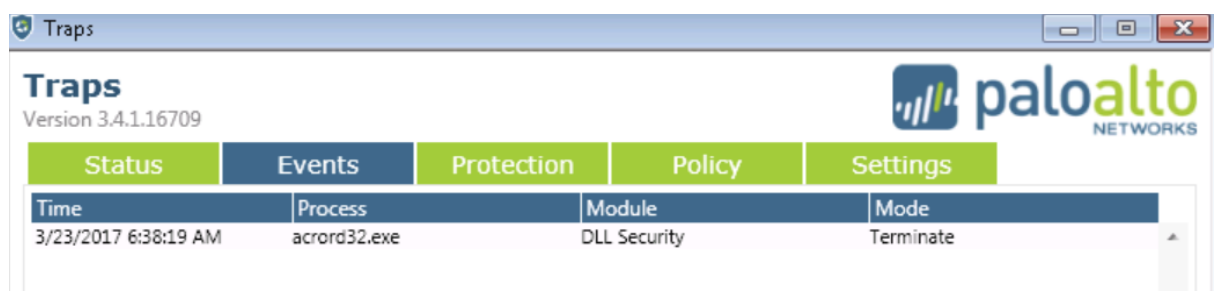 Traps
Traps
Version 3.4.1.16709
paloalto
NETWORKS
Status Events Protection Policy Settings
Time Process Module Mode
3/23/2017 6:38:19 AM acrord32.exe DLL Security Terminate